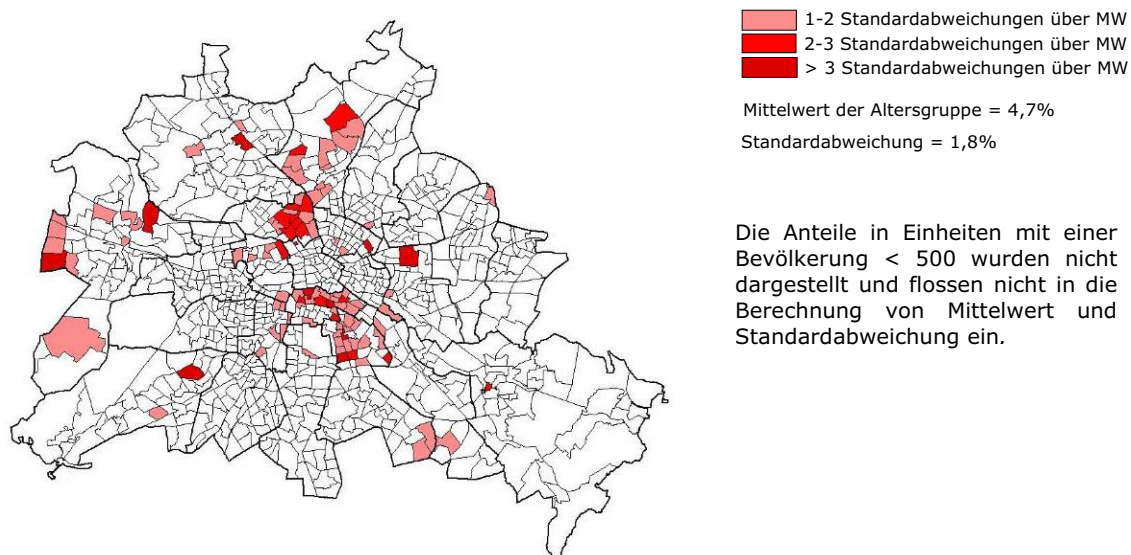 1-2 Standardabweichungen über MW
2-3 Standardabweichungen über MW
> 3 Standardabweichungen über MW
Mittelwert der Altersgruppe = 4,7%
Standardabweichung = 1,8%
Die Anteile in Einheiten mit einer
Bevölkerung < 500 wurden nicht
dargestellt und flossen nicht in die
Berechnung von Mittelwert und
Standardabweichung ein.